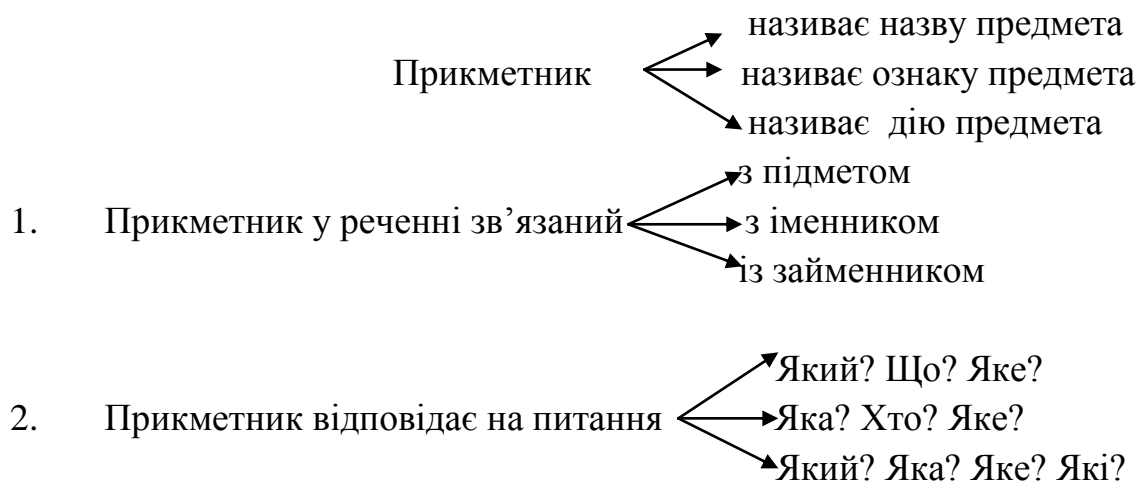 називає назву предмета
Прикметник називає ознаку предмета
називає дію предмета
з підметом
1. Прикметник у реченні зв’язаний з іменником
із займенником
Який? Що? Яке?
2. Прикметник відповідає на питання Яка? Хто? Яке?
Який? Яка? Яке? Які?